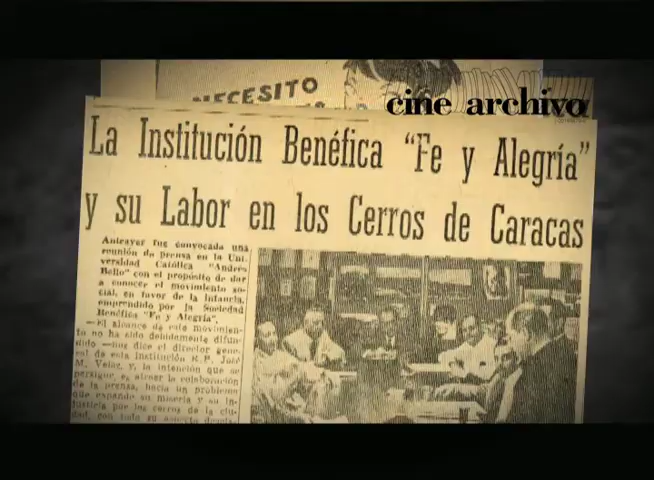 NECESITO
cine archivo
La Institución Benéfica "Fe y Alegría"
y su Labor en los Cerros de Caracas
Anteayer fue convocada una
reunión de prensa en la Uni-
versidad Católica "Andrés
Bello" con el propósito de dar
a conocer el movimiento so-
cial, en favor de la infancia,
emprendido por la Sociedad
Benéfica "Fe y Alegría".
—El alcance de este movimien-
to no ha sido debidamente difun-
dido —nos dice el director gene-
ral de esta Institución R.P. José
M. Velaz, y, la intención que se
persigue, es atraer la colaboración
de la prensa, hacia un problema
que expande su miseria y su in-
justicia por los cerros de la ciu-
dad, con todo su